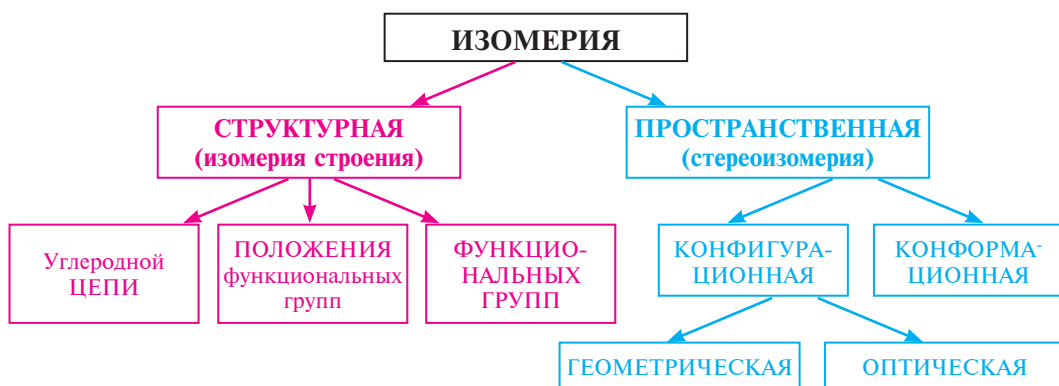 ИЗОМЕРИЯ
СТРУКТУРНАЯ
(изомерия строения)
ПРОСТРАНСТВЕННАЯ
(стереоизомерия)
Углеродной
ЦЕПИ
ПОЛОЖЕНИЯ
функциональных
групп
ФУНКЦИО-
НАЛЬНЫХ
ГРУПП
КОНФИГУРА-
ЦИОННАЯ
КОНФОРМА-
ЦИОННАЯ
ГЕОМЕТРИЧЕСКАЯ
ОПТИЧЕСКАЯ